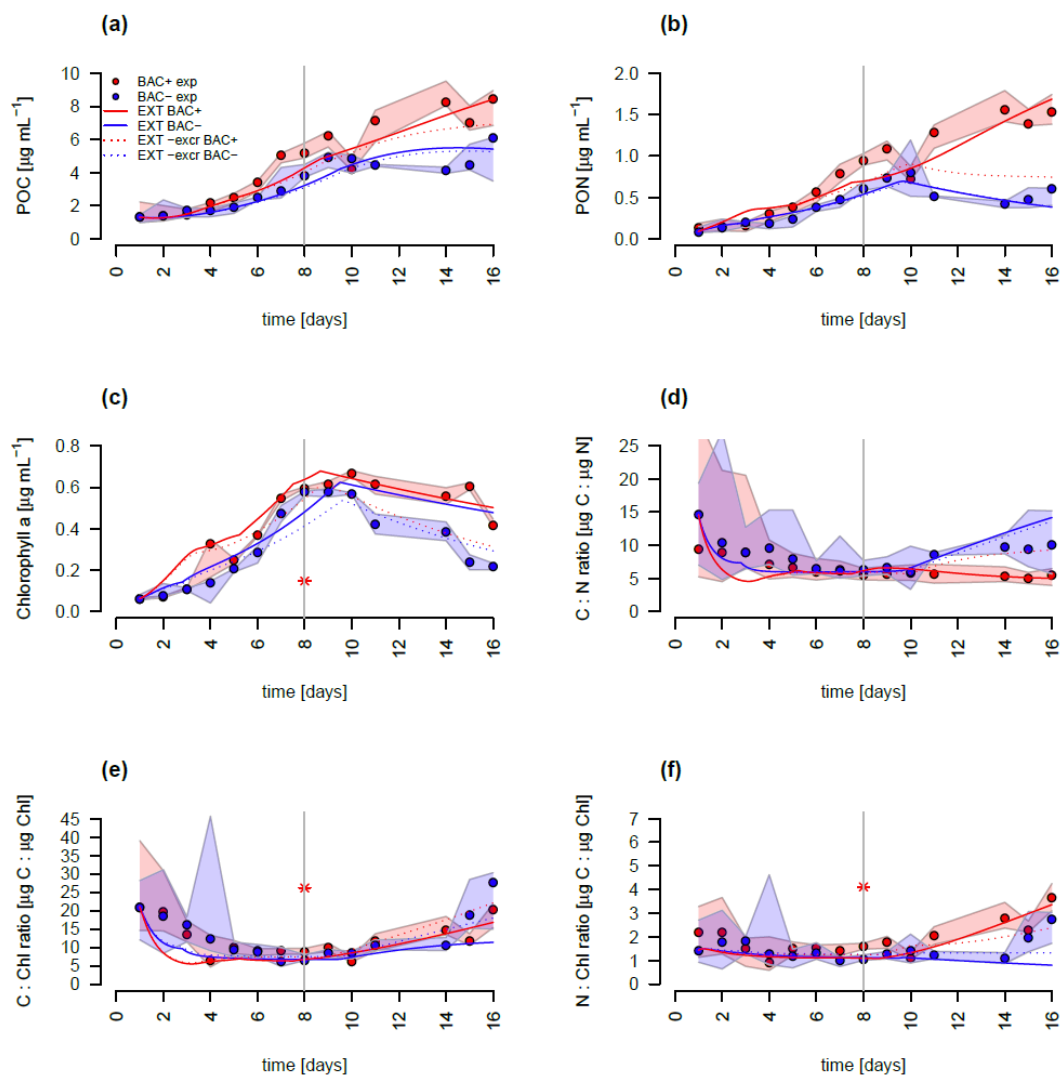 (a)
POC [µg mL⁻¹]
10
8
6
4
2
0
BAC+ exp
BAC− exp
EXT BAC+
EXT BAC−
EXT −excr BAC+
EXT −excr BAC−
0 2 4 6 8 10 12 14 16
time [days]
(b)
PON [µg mL⁻¹]
2.0
1.5
1.0
0.5
0.0
0 2 4 6 8 10 12 14 16
time [days]
(c)
Chlorophyll a [µg mL⁻¹]
0.8
0.6
0.4
0.2
0.0
0 2 4 6 8 10 12 14 16
time [days]
(d)
C : N ratio [µg C : µg N]
25
20
15
10
5
0
0 2 4 6 8 10 12 14 16
time [days]
(e)
C : Chl ratio [µg C : µg Chl]
45
40
35
30
25
20
15
10
5
0
0 2 4 6 8 10 12 14 16
time [days]
(f)
N : Chl ratio [µg C : µg Chl]
7
6
5
4
3
2
1
0
0 2 4 6 8 10 12 14 16
time [days]